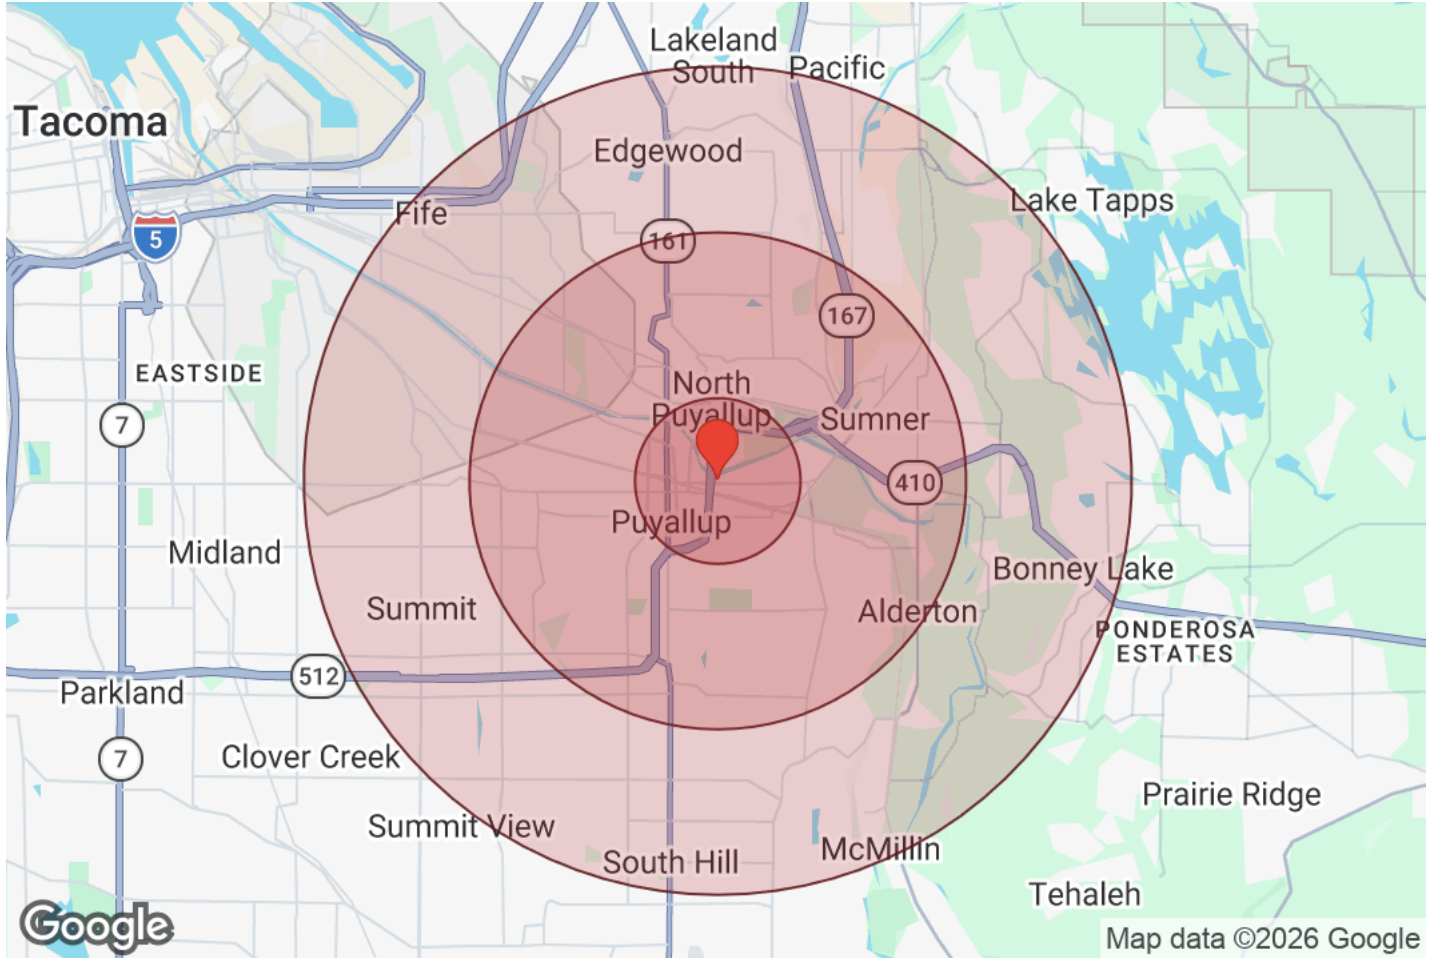 Lakeland
South
Pacific
Tacoma
Edgewood
Lake Tapps
Fife
161
5
167
EASTSIDE
North
Puyallup
7
Sumner
410
Puyallup
Midland
Bonney Lake
Summit
Alderton
PONDEROSA
ESTATES
512
Parkland
7
Clover Creek
Prairie Ridge
Summit View
McMillin
South Hill
Tehaleh
Google
Map data ©2026 Google